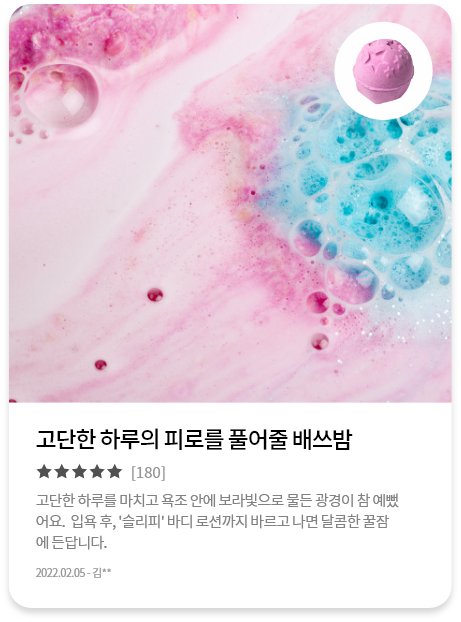 고단한 하루의 피로를 풀어줄 배쓰밤
★★★★★ [180]
고단한 하루를 마치고 욕조 안에 보라빛으로 물든 광경이 참 예뻤
어요. 입욕 후, '슬리피' 바디 로션까지 바르고 나면 달콤한 꿀잠
에 든답니다.
2022.02.05 - 김**